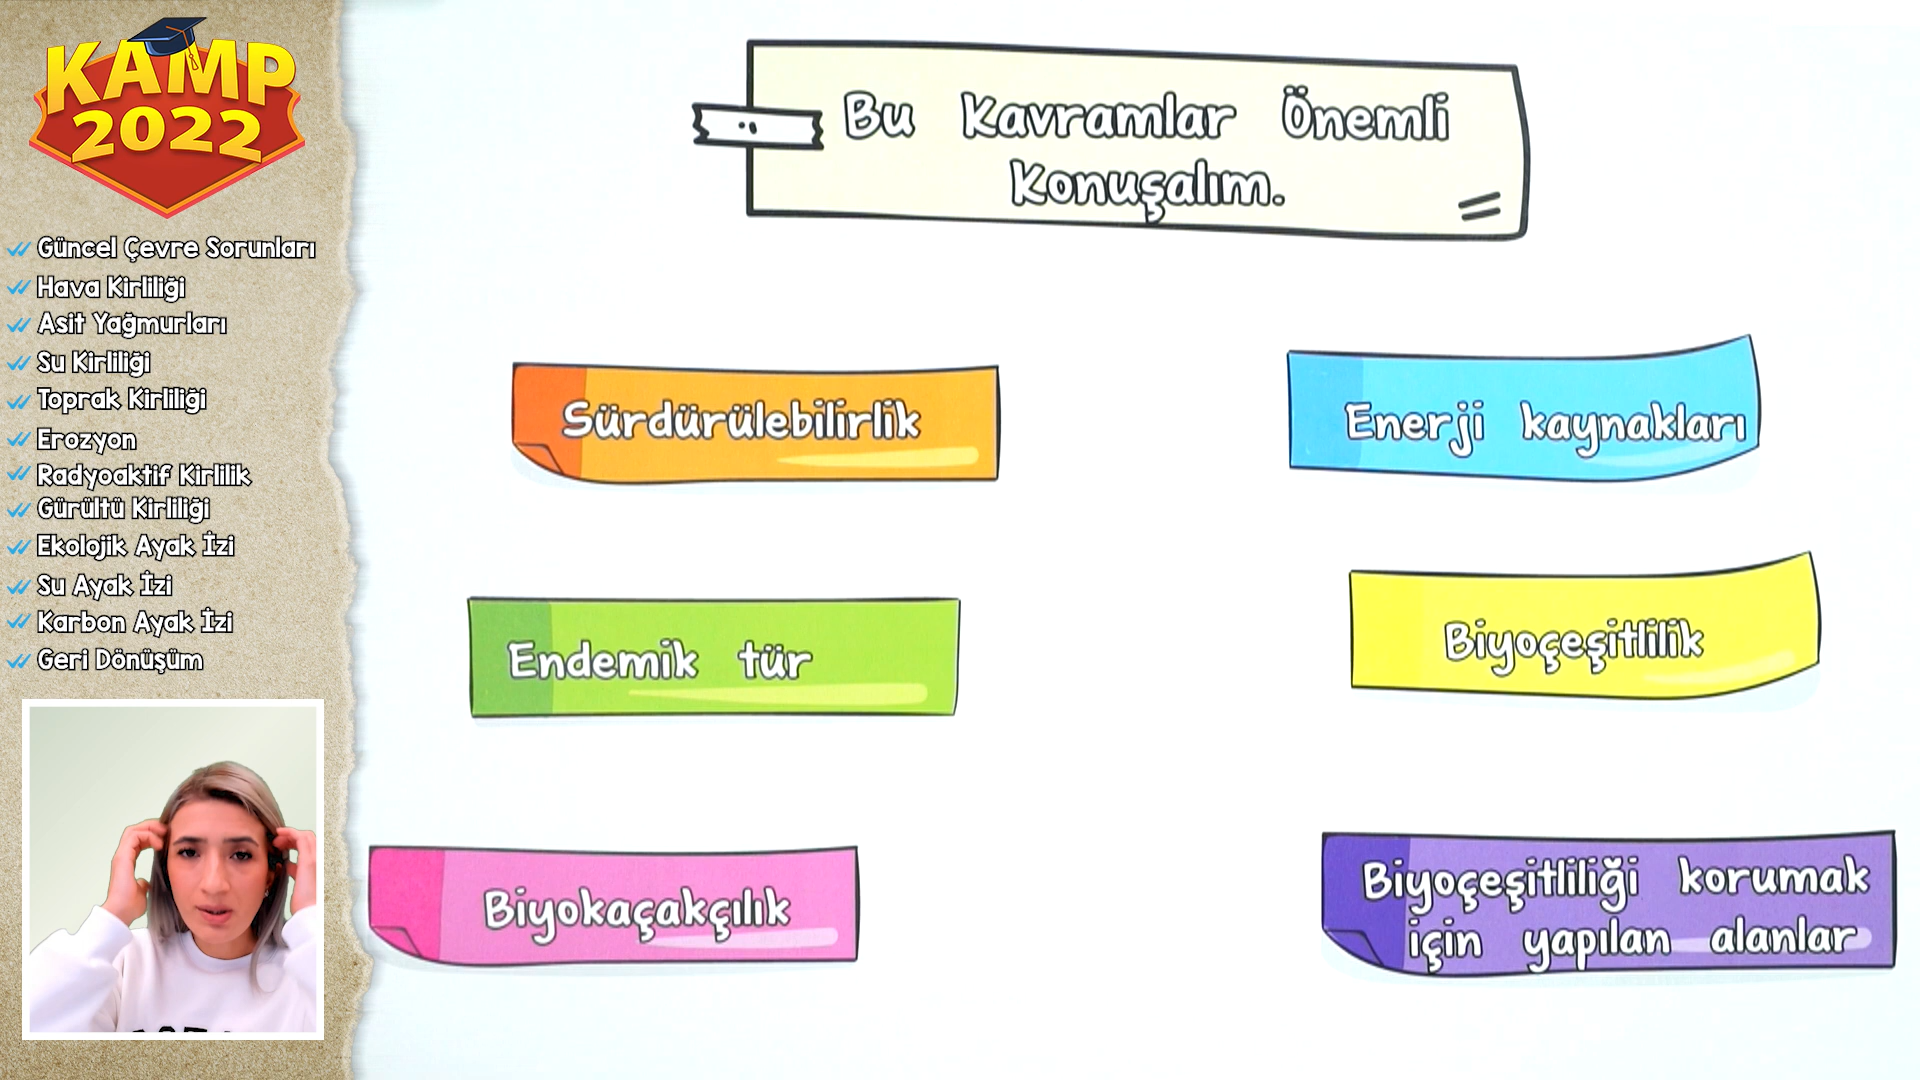 KAMP
2022
Güncel Çevre Sorunları
Hava Kirliliği
Asit Yağmurları
Su Kirliliği
Toprak Kirliliği
Erozyon
Radyoaktif Kirlilik
Gürültü Kirliliği
Ekolojik Ayak İzi
Su Ayak İzi
Karbon Ayak İzi
Geri Dönüşüm
Bu Kavramlar Önemli
Konuşalım.
Sürdürülebilirlik
Enerji kaynakları
Endemik tür
Biyoçeşitlilik
Biyokaçakçılık
Biyoçeşitliliği korumak
için yapılan alanlar